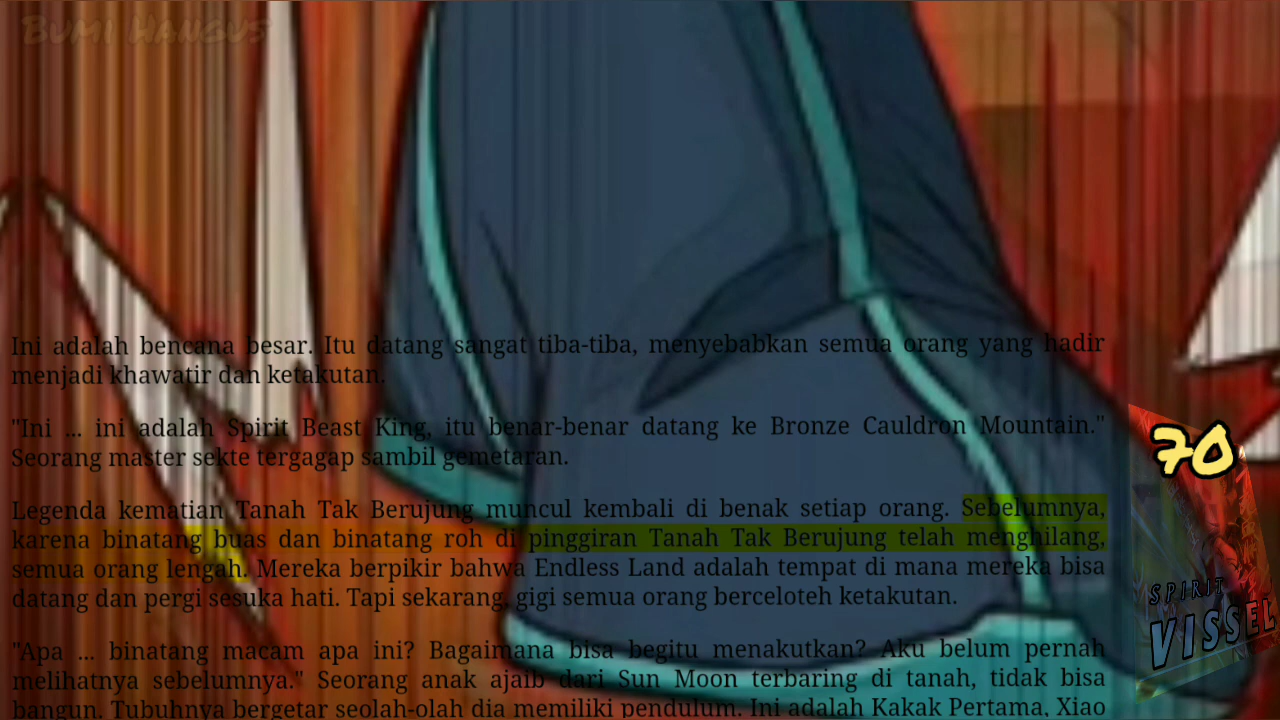 Bumi Hangus
Ini adalah bencana besar. Itu datang sangat tiba-tiba, menyebabkan semua orang yang hadir
menjadi khawatir dan ketakutan.
"Ini ... ini adalah Spirit Beast King, itu benar-benar datang ke Bronze Cauldron Mountain."
Seorang master sekte tergagap sambil gemetaran.
Legenda kematian Tanah Tak Berujung muncul kembali di benak setiap orang. Sebelumnya,
karena binatang buas dan binatang roh di pinggiran Tanah Tak Berujung telah menghilang,
semua orang lengah. Mereka berpikir bahwa Endless Land adalah tempat di mana mereka bisa
datang dan pergi sesuka hati. Tapi sekarang, gigi semua orang berceloteh ketakutan.
"Apa ... binatang macam apa ini? Bagaimana bisa begitu menakutkan? Aku belum pernah
melihatnya sebelumnya." Seorang anak ajaib dari Sun Moon terbaring di tanah, tidak bisa
bangun. Tubuhnya bergetar seolah-olah dia memiliki pendulum. Ini adalah Kakak Pertama, Xiao
70
SPIRIT
VISSEL